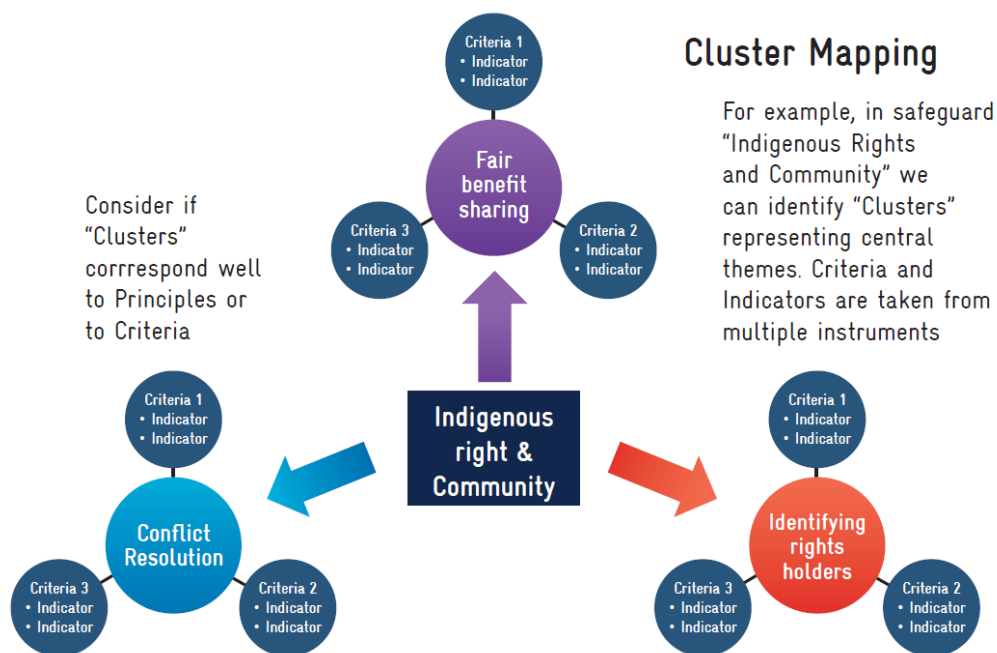 Cluster Mapping
For example, in safeguard
“Indigenous Rights
and Community” we
can identify “Clusters”
representing central
themes. Criteria and
Indicators are taken from
multiple instruments
Consider if
“Clusters”
corrrespond well
to Principles or
to Criteria
Criteria 1
• Indicator
• Indicator
Fair
benefit
sharing
Criteria 3
• Indicator
• Indicator
Criteria 2
• Indicator
• Indicator
Indigenous
right &
Community
Criteria 1
• Indicator
• Indicator
Conflict
Resolution
Criteria 3
• Indicator
• Indicator
Criteria 2
• Indicator
• Indicator
Criteria 1
• Indicator
• Indicator
Identifying
rights
holders
Criteria 3
• Indicator
• Indicator
Criteria 2
• Indicator
• Indicator